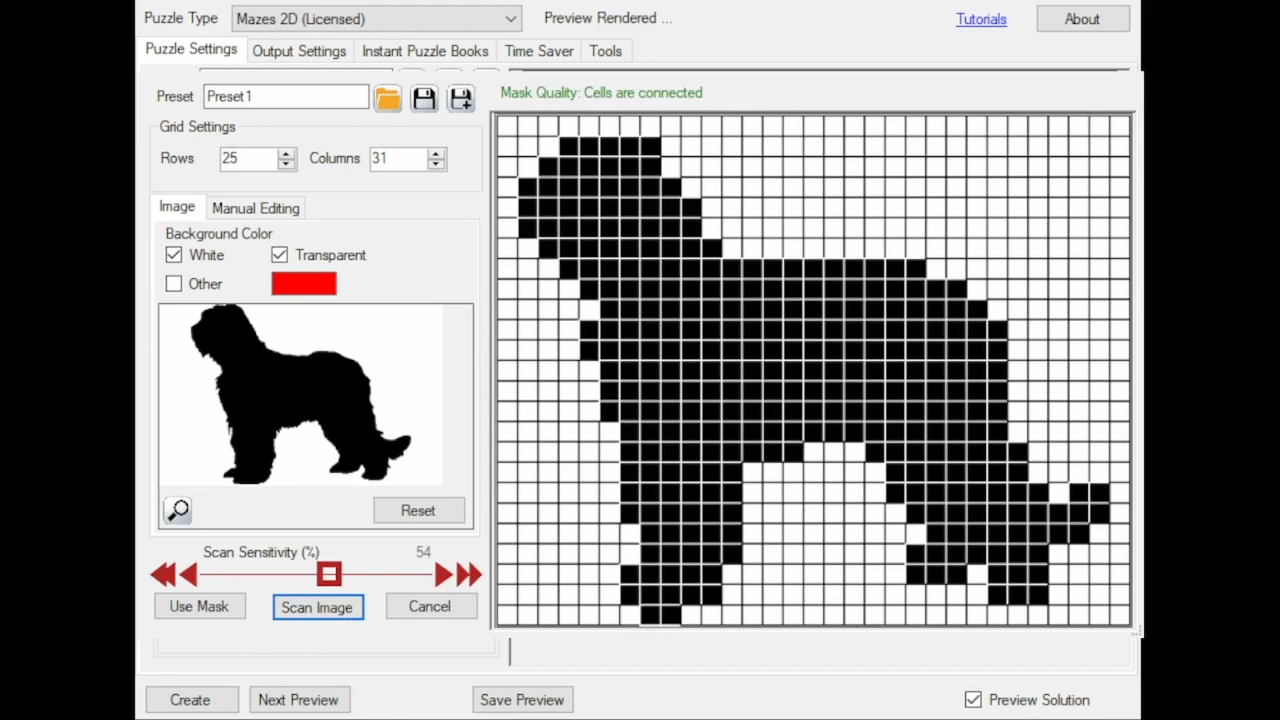 Puzzle Type Mazes 2D (Licensed) Preview Rendered ... Tutorials About
Puzzle Settings Output Settings Instant Puzzle Books Time Saver Tools
Preset Preset1
Mask Quality: Cells are connected
Grid Settings
Rows 25 Columns 31
Image Manual Editing
Background Color
White Transparent
Other
Reset
Scan Sensitivity (%) 54
Use Mask Scan Image Cancel
Create Next Preview Save Preview Preview Solution